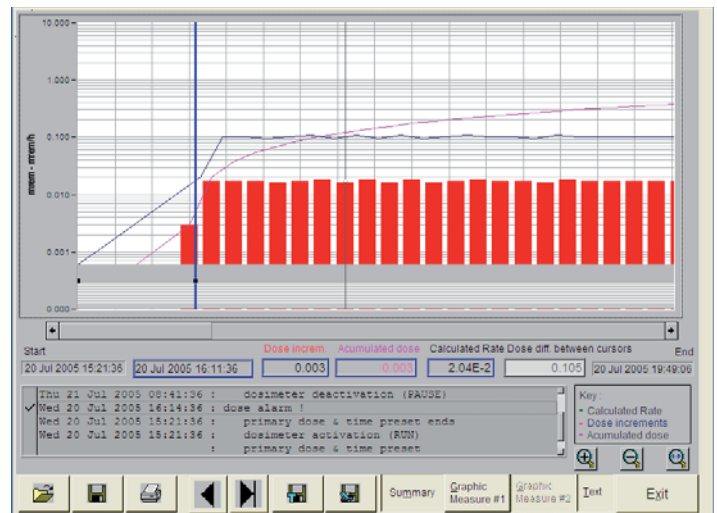 10.000
1.000
0.100
0.010
0.001
0.000
mrem - mrem/h
Start
Dose increm. Acumulated dose Calculated Rate Dose diff. between cursors End
20 Jul 2005 15:21:36 20 Jul 2005 16:11:36 0.003 0.003 2.04E-2 0.105 20 Jul 2005 19:49:06
Thu 21 Jul 2005 08:41:36 : dosimeter deactivation (PAUSE)
Wed 20 Jul 2005 16:14:36 : dose alarm !
Wed 20 Jul 2005 15:21:36 : primary dose & time preset ends
Wed 20 Jul 2005 15:21:36 : dosimeter activation (RUN)
: primary dose & time preset
Key:
- Calculated Rate
- Dose increments
- Acumulated dose
Summary
Graphic Measure #1
Graphic Measure #2
Text
Exit